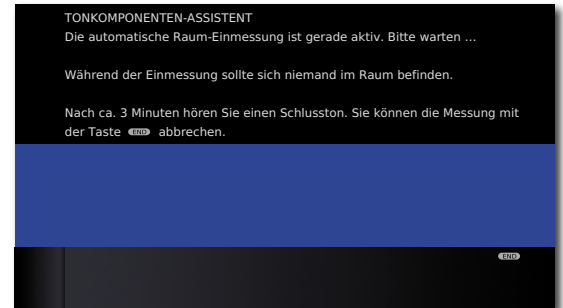 TONKOMPONENTEN-ASSISTENT
Die automatische Raum-Einmessung ist gerade aktiv. Bitte warten …
Während der Einmessung sollte sich niemand im Raum befinden.
Nach ca. 3 Minuten hören Sie einen Schlusston. Sie können die Messung mit
der Taste END abbrechen.
END